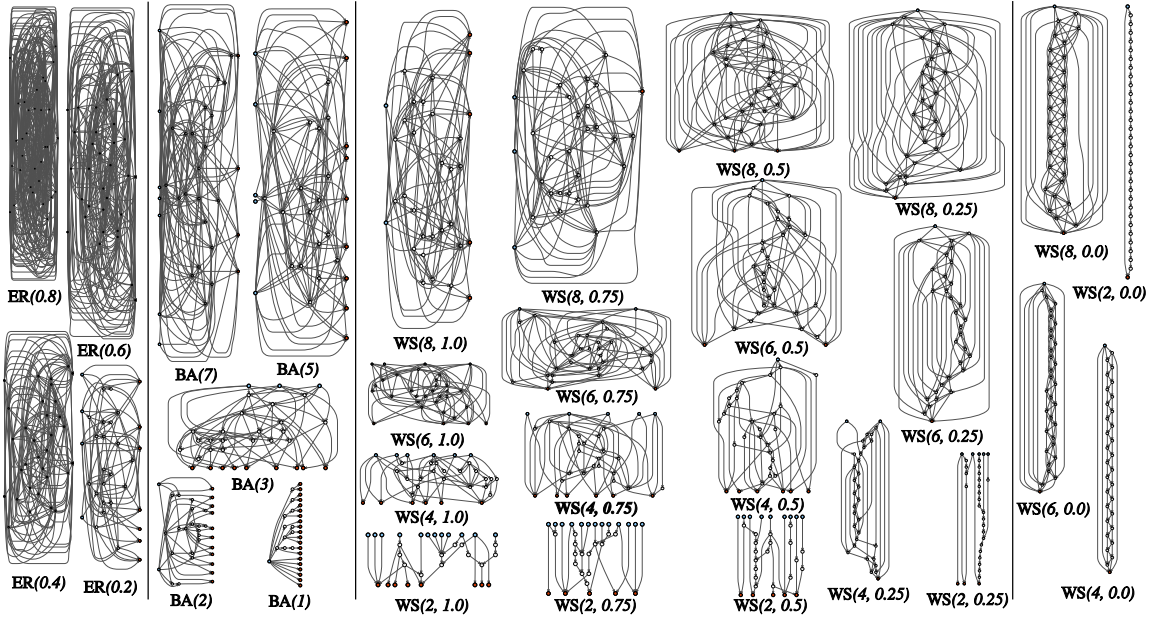 ER(0.8)
ER(0.6)
ER(0.4)
ER(0.2)
BA(7)
BA(5)
BA(3)
BA(2)
BA(1)
WS(8, 1.0)
WS(6, 1.0)
WS(4, 1.0)
WS(2, 1.0)
WS(8, 0.75)
WS(6, 0.75)
WS(4, 0.75)
WS(2, 0.75)
WS(8, 0.5)
WS(6, 0.5)
WS(4, 0.5)
WS(2, 0.5)
WS(8, 0.25)
WS(6, 0.25)
WS(4, 0.25)
WS(2, 0.25)
WS(8, 0.0)
WS(2, 0.0)
WS(6, 0.0)
WS(4, 0.0)